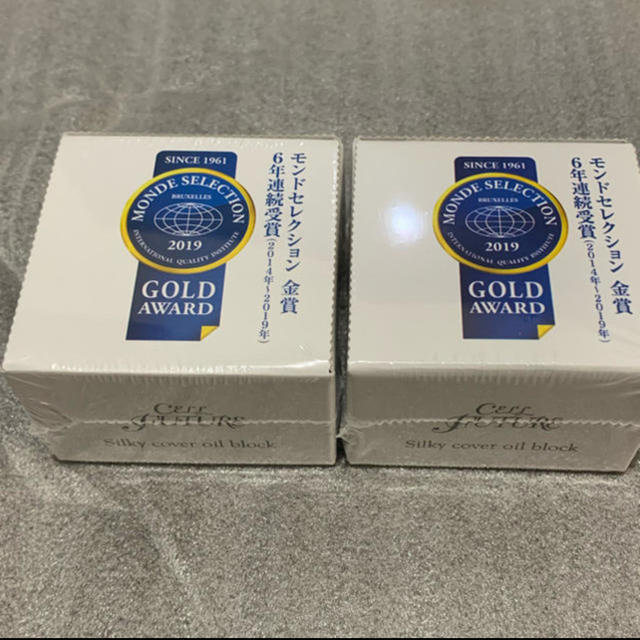 SINCE 1961
MONDE SELECTION
BRUXELLES
2019
INTERNATIONAL QUALITY INSTITUTE
GOLD
AWARD
モンドセレクション 金賞
6年連続受賞(2014年~2019年)
CELL
FUTURE
Silky cover oil block
SINCE 1961
MONDE SELECTION
BRUXELLES
2019
INTERNATIONAL QUALITY INSTITUTE
GOLD
AWARD
モンドセレクション 金賞
6年連続受賞(2014年~2019年)
CELL
FUTURE
Silky cover oil block